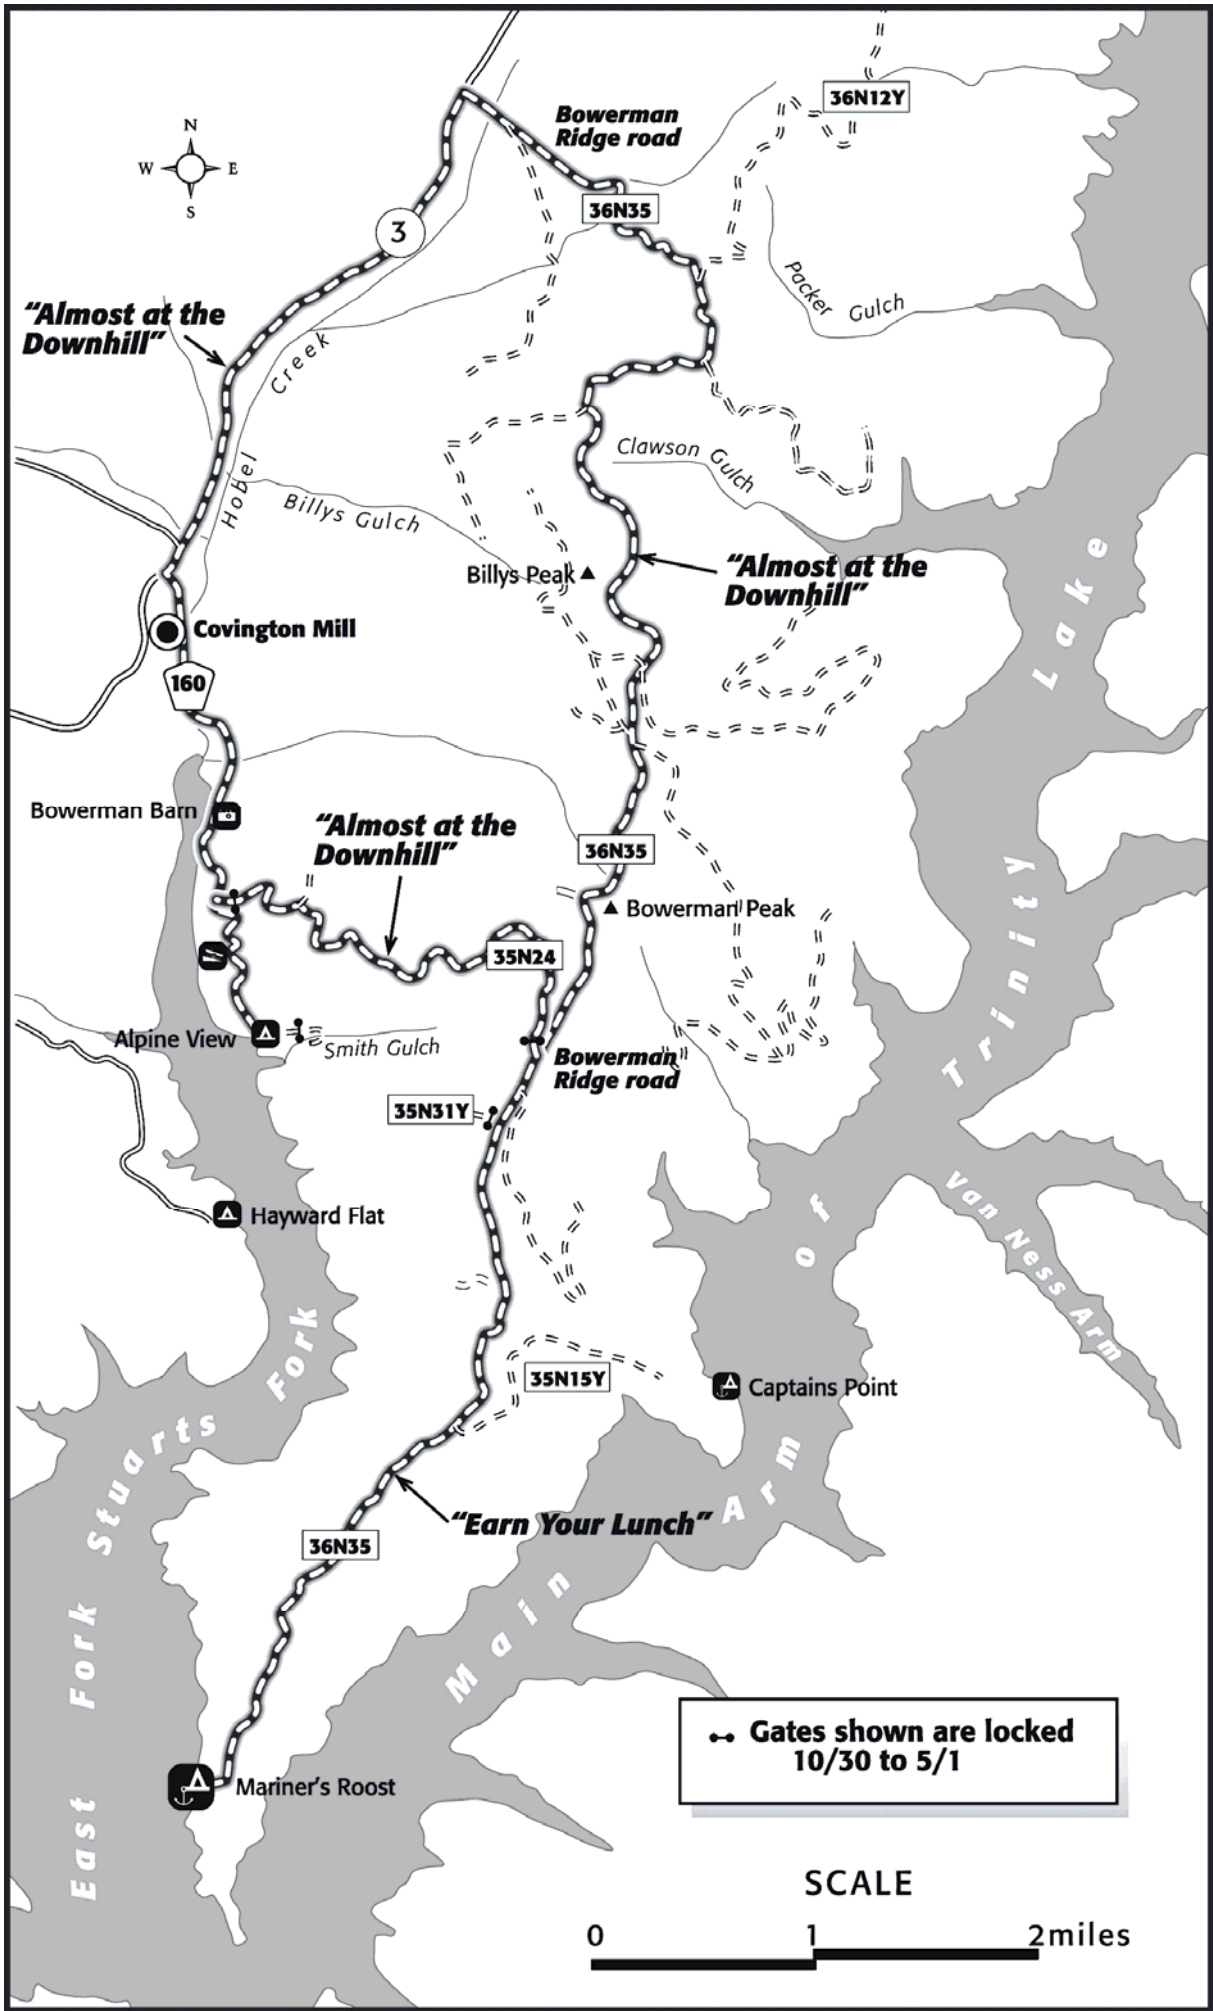 36N12Y
Bowerman
Ridge road
N
W
E
S
36N35
3
Packer Gulch
"Almost at the
Downhill"
Hobel Creek
Clawson Gulch
Billys Gulch
Billys Peak
"Almost at the
Downhill"
Covington Mill
160
Bowerman Barn
"Almost at the
Downhill"
36N35
Bowerman Peak
35N24
Alpine View
Smith Gulch
Bowerman
Ridge road
35N31Y
Hayward Flat
Van Ness Arm
35N15Y
Captains Point
East Fork Stuarts Fork
"Earn Your Lunch"
36N35
Main Arm of Trinity Lake
Mariner's Roost
Gates shown are locked
10/30 to 5/1
SCALE
0 1 2 miles